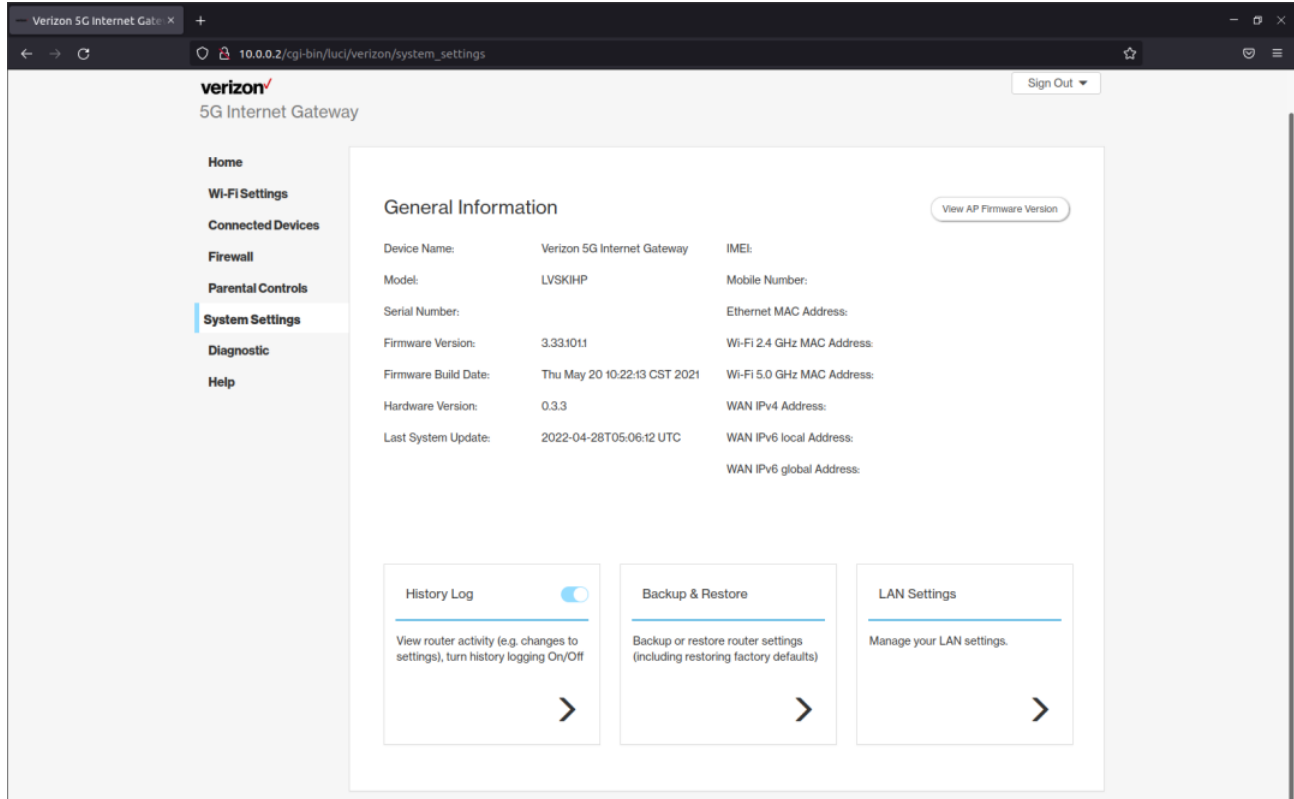 Verizon 5G Internet Gate
10.0.0.2/cgi-bin/luci/verizon/system_settings
verizon
Sign Out
5G Internet Gateway
Home
Wi-Fi Settings
Connected Devices
Firewall
Parental Controls
System Settings
Diagnostic
Help
General Information
View AP Firmware Version
Device Name: Verizon 5G Internet Gateway IMEI:
Model: LVSKIHP Mobile Number:
Serial Number: Ethernet MAC Address:
Firmware Version: 3.33.101.1 Wi-Fi 2.4 GHz MAC Address:
Firmware Build Date: Thu May 20 10:22:13 CST 2021 Wi-Fi 5.0 GHz MAC Address:
Hardware Version: 0.3.3 WAN IPv4 Address:
Last System Update: 2022-04-28T05:06:12 UTC WAN IPv6 local Address:
WAN IPv6 global Address:
History Log
View router activity (e.g. changes to
settings), turn history logging On/Off
Backup & Restore
Backup or restore router settings
(including restoring factory defaults)
LAN Settings
Manage your LAN settings.